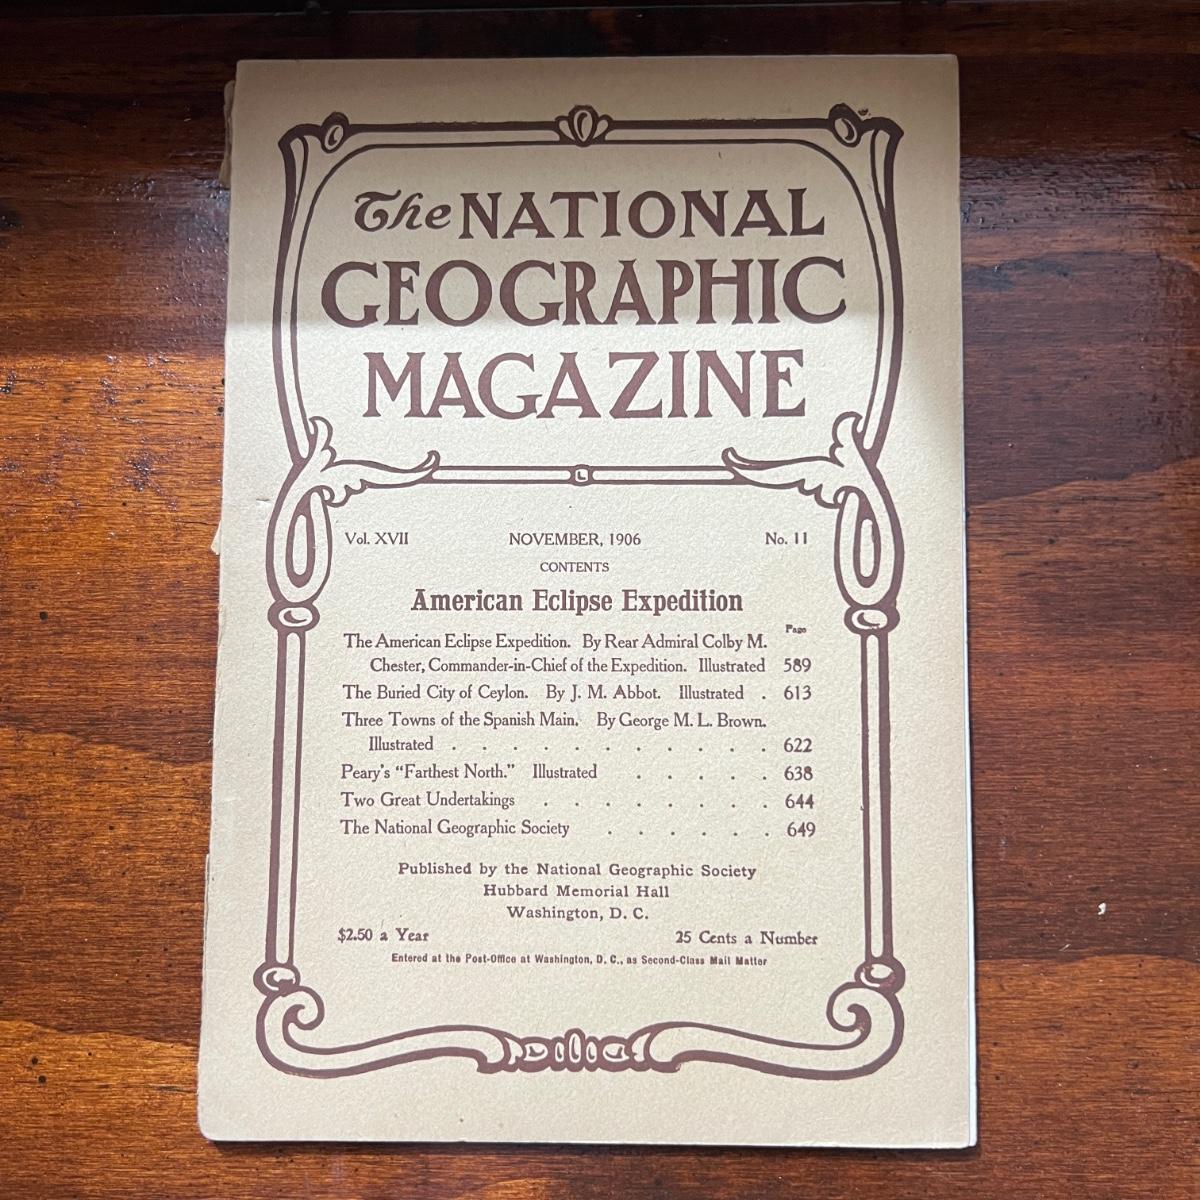 The NATIONAL
GEOGRAPHIC
MAGAZINE
L
Vol. XVII NOVEMBER, 1906 No. 11
CONTENTS
American Eclipse Expedition
Page
The American Eclipse Expedition. By Rear Admiral Colby M.
Chester, Commander-in-Chief of the Expedition. Illustrated 589
The Buried City of Ceylon. By J. M. Abbot. Illustrated . 613
Three Towns of the Spanish Main. By George M. L. Brown.
Illustrated . . . . . . . . . . . 622
Peary's “Farthest North.” Illustrated . . . . . 638
Two Great Undertakings . . . . . . . . 644
The National Geographic Society . . . . . . 649
Published by the National Geographic Society
Hubbard Memorial Hall
Washington, D. C.
$2.50 a Year 25 Cents a Number
Entered at the Post-Office at Washington, D. C., as Second-Class Mail Matter